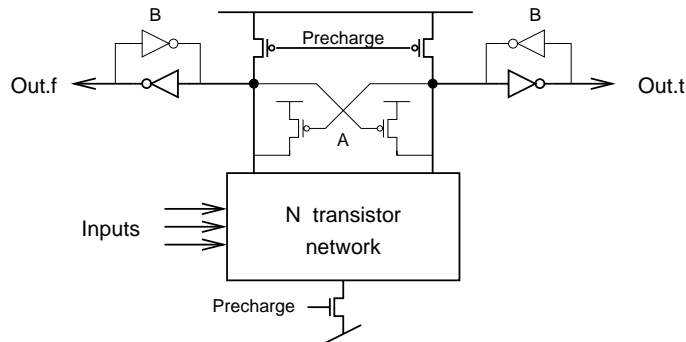 B
B
Precharge
Out.f
Out.t
A
N transistor
network
Inputs
Precharge